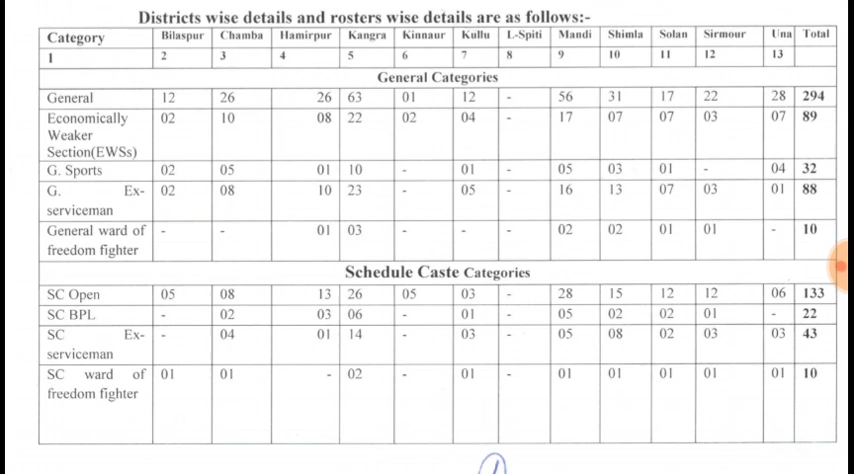 Districts wise details and rosters wise details are as follows:-
Category Bilaspur Chamba Hamirpur Kangra Kinnaur Kullu L-Spiti Mandi Shimla Solan Sirmour Una Total
1 2 3 4 5 6 7 8 9 10 11 12 13
General Categories
General 12 26 26 63 01 12 - 56 31 17 22 28 294
Economically 02 10 08 22 02 04 - 17 07 07 03 07 89
Weaker
Section(EWSs)
G. Sports 02 05 01 10 - 01 - 05 03 01 - 04 32
G. Ex- 02 08 10 23 - 05 - 16 13 07 03 01 88
serviceman
General ward of - - 01 03 - - - 02 02 01 01 - 10
freedom fighter
Schedule Caste Categories
SC Open 05 08 13 26 05 03 - 28 15 12 12 06 133
SC BPL - 02 03 06 - 01 - 05 02 02 01 - 22
SC Ex- - 04 01 14 - 03 - 05 08 02 03 03 43
serviceman
SC ward of 01 01 - 02 - 01 - 01 01 01 01 01 10
freedom fighter